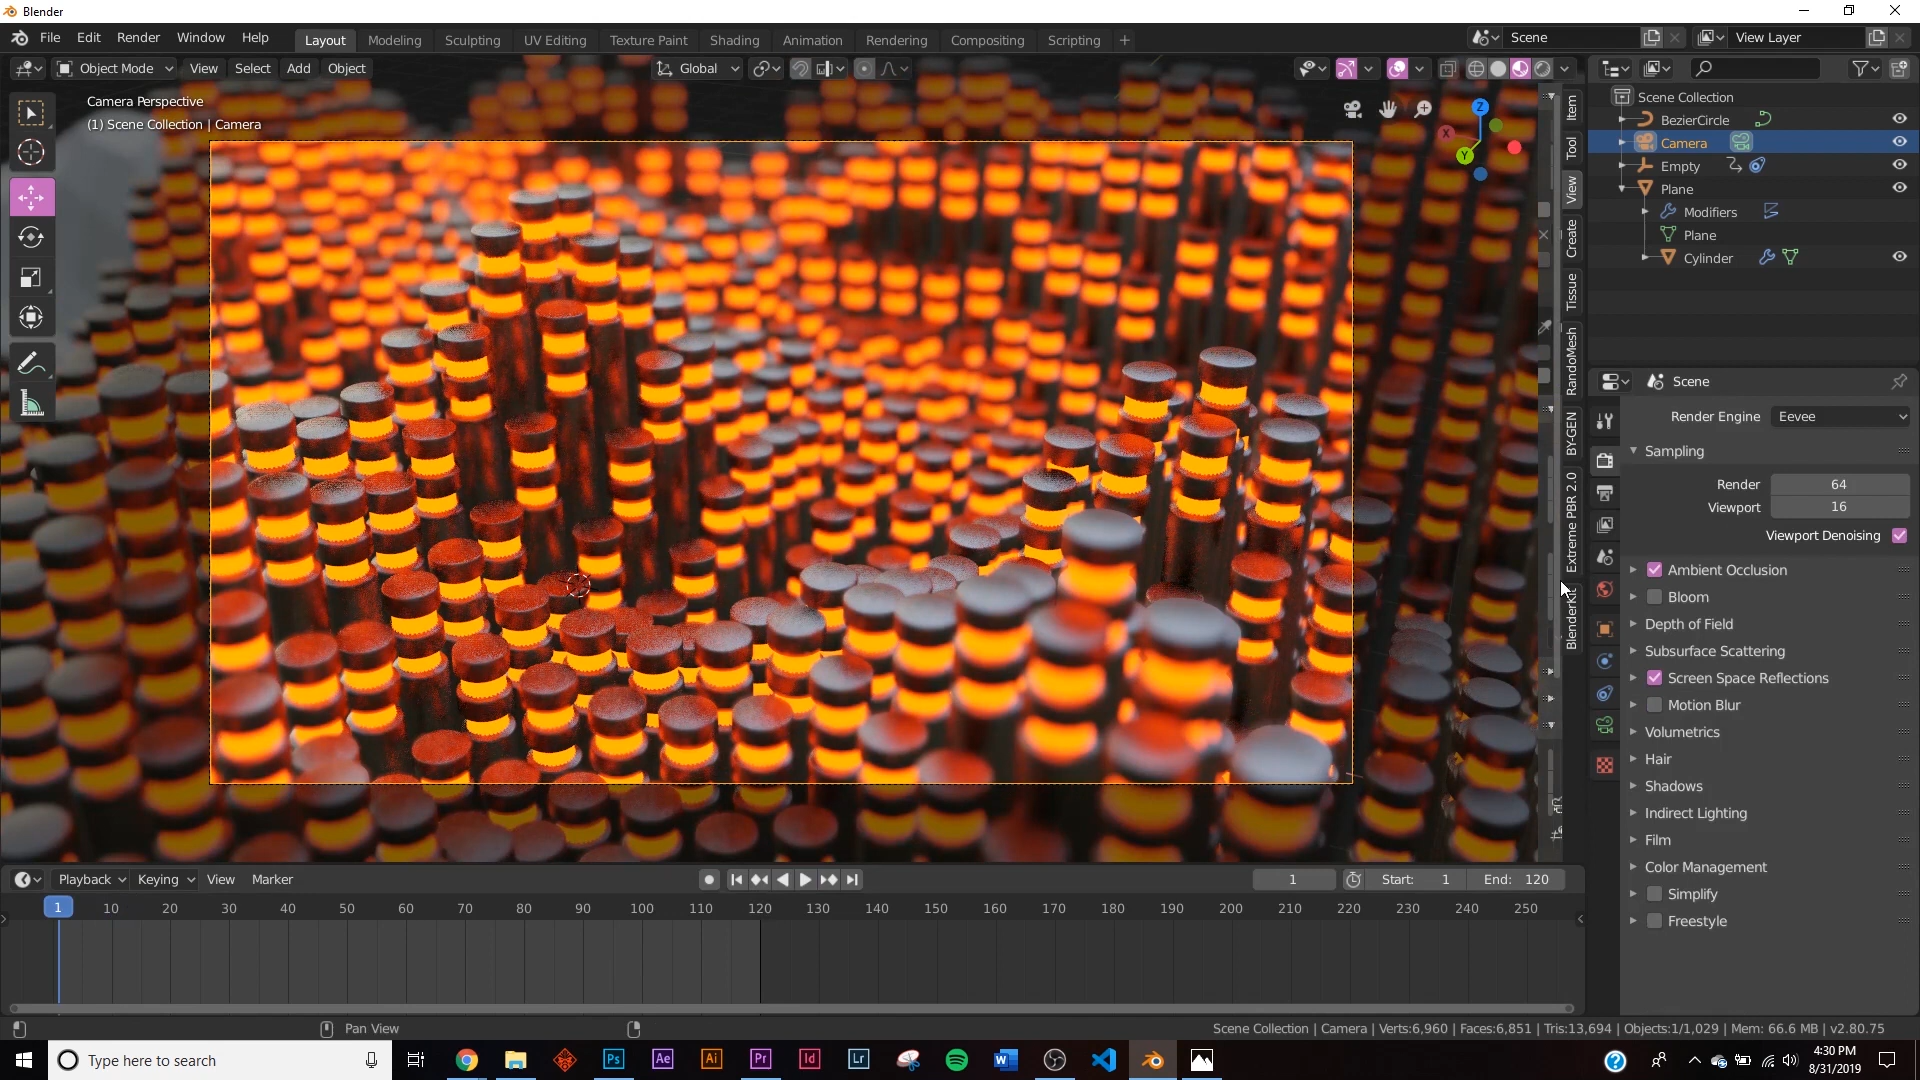 Blender
File Edit Render Window Help Layout Modeling Sculpting UV Editing Texture Paint Shading Animation Rendering Compositing Scripting + Scene View Layer
Object Mode View Select Add Object Global
Camera Perspective
(1) Scene Collection | Camera
Z
X
Y
Item
Tool
View
Create
Tissue
RandoMesh
BY-GEN
Extreme PBR 2.0
BlenderKit
Scene Collection
BezierCircle
Camera
Empty
Plane
Modifiers
Plane
Cylinder
Scene
Render Engine Eevee
Sampling
Render 64
Viewport 16
Viewport Denoising
Ambient Occlusion
Bloom
Depth of Field
Subsurface Scattering
Screen Space Reflections
Motion Blur
Volumetrics
Hair
Shadows
Indirect Lighting
Film
Color Management
Simplify
Freestyle
Playback Keying View Marker 1 Start: 1 End: 120
1 10 20 30 40 50 60 70 80 90 100 110 120 130 140 150 160 170 180 190 200 210 220 230 240 250
Pan View Scene Collection | Camera | Verts:6,960 | Faces:6,851 | Tris:13,694 | Objects:1/1,029 | Mem: 66.6 MB | v2.80.75
Type here to search Ps Ae Ai Pr Id Lr W ? 4:30 PM
8/31/2019